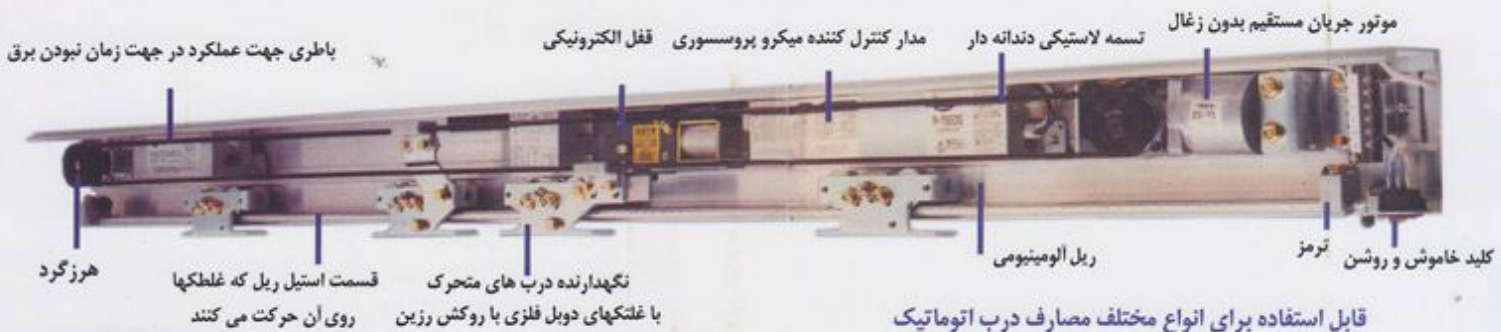 موتور جریان مستقیم بدون زغال
تسمه لاستیکی دندانه دار
مدار کنترل کننده میکرو پروسسوری
قفل الکترونیکی
باطری جهت عملکرد در جهت زمان نبودن برق
کلید خاموش و روشن
ترمز
ریل آلومینیومی
نگهدارنده درب های متحرک
با غلتکهای دوبل فلزی با روکش رزین
قسمت استیل ریل که غلطکها
روی آن حرکت می کنند
هرزگرد
قابل استفاده برای انواع مختلف مصارف درب اتوماتیک